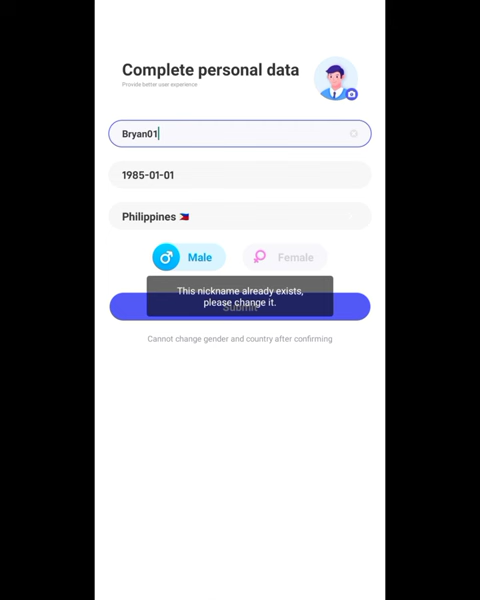 Complete personal data
Provide better user experience
Bryan01
1985-01-01
Philippines 🇵🇭
Male
Female
This nickname already exists,
please change it.
Submit
Cannot change gender and country after confirming